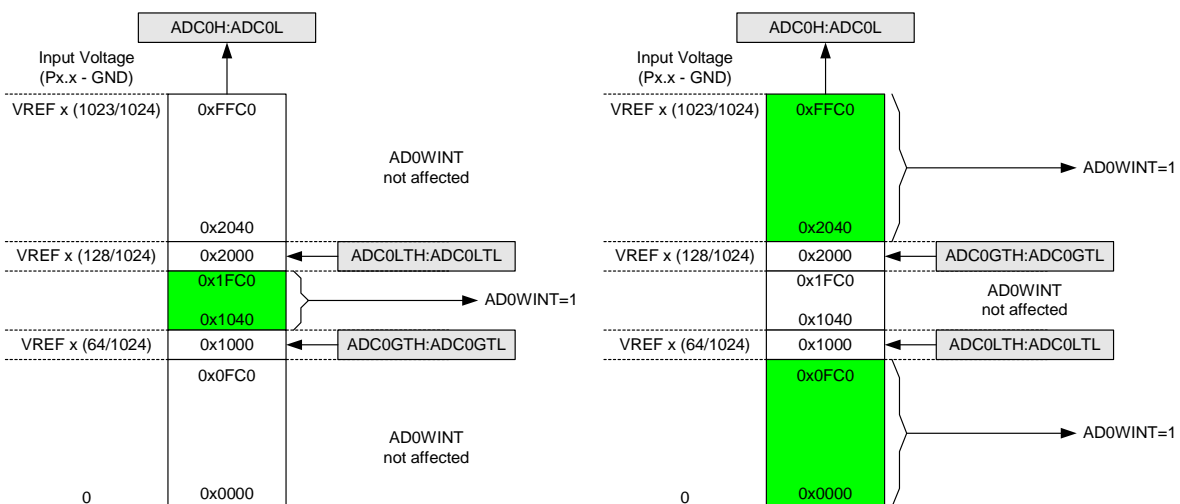 ADC0H:ADC0L
Input Voltage
(Px.x - GND)
VREF x (1023/1024)
0xFFC0
AD0WINT
not affected
0x2040
VREF x (128/1024)
0x2000
ADC0LTH:ADC0LTL
0x1FC0
AD0WINT=1
0x1040
VREF x (64/1024)
0x1000
ADC0GTH:ADC0GTL
0x0FC0
AD0WINT
not affected
0
0x0000
ADC0H:ADC0L
Input Voltage
(Px.x - GND)
VREF x (1023/1024)
0xFFC0
AD0WINT=1
0x2040
VREF x (128/1024)
0x2000
ADC0GTH:ADC0GTL
0x1FC0
AD0WINT
not affected
0x1040
VREF x (64/1024)
0x1000
ADC0LTH:ADC0LTL
0x0FC0
AD0WINT=1
0
0x0000